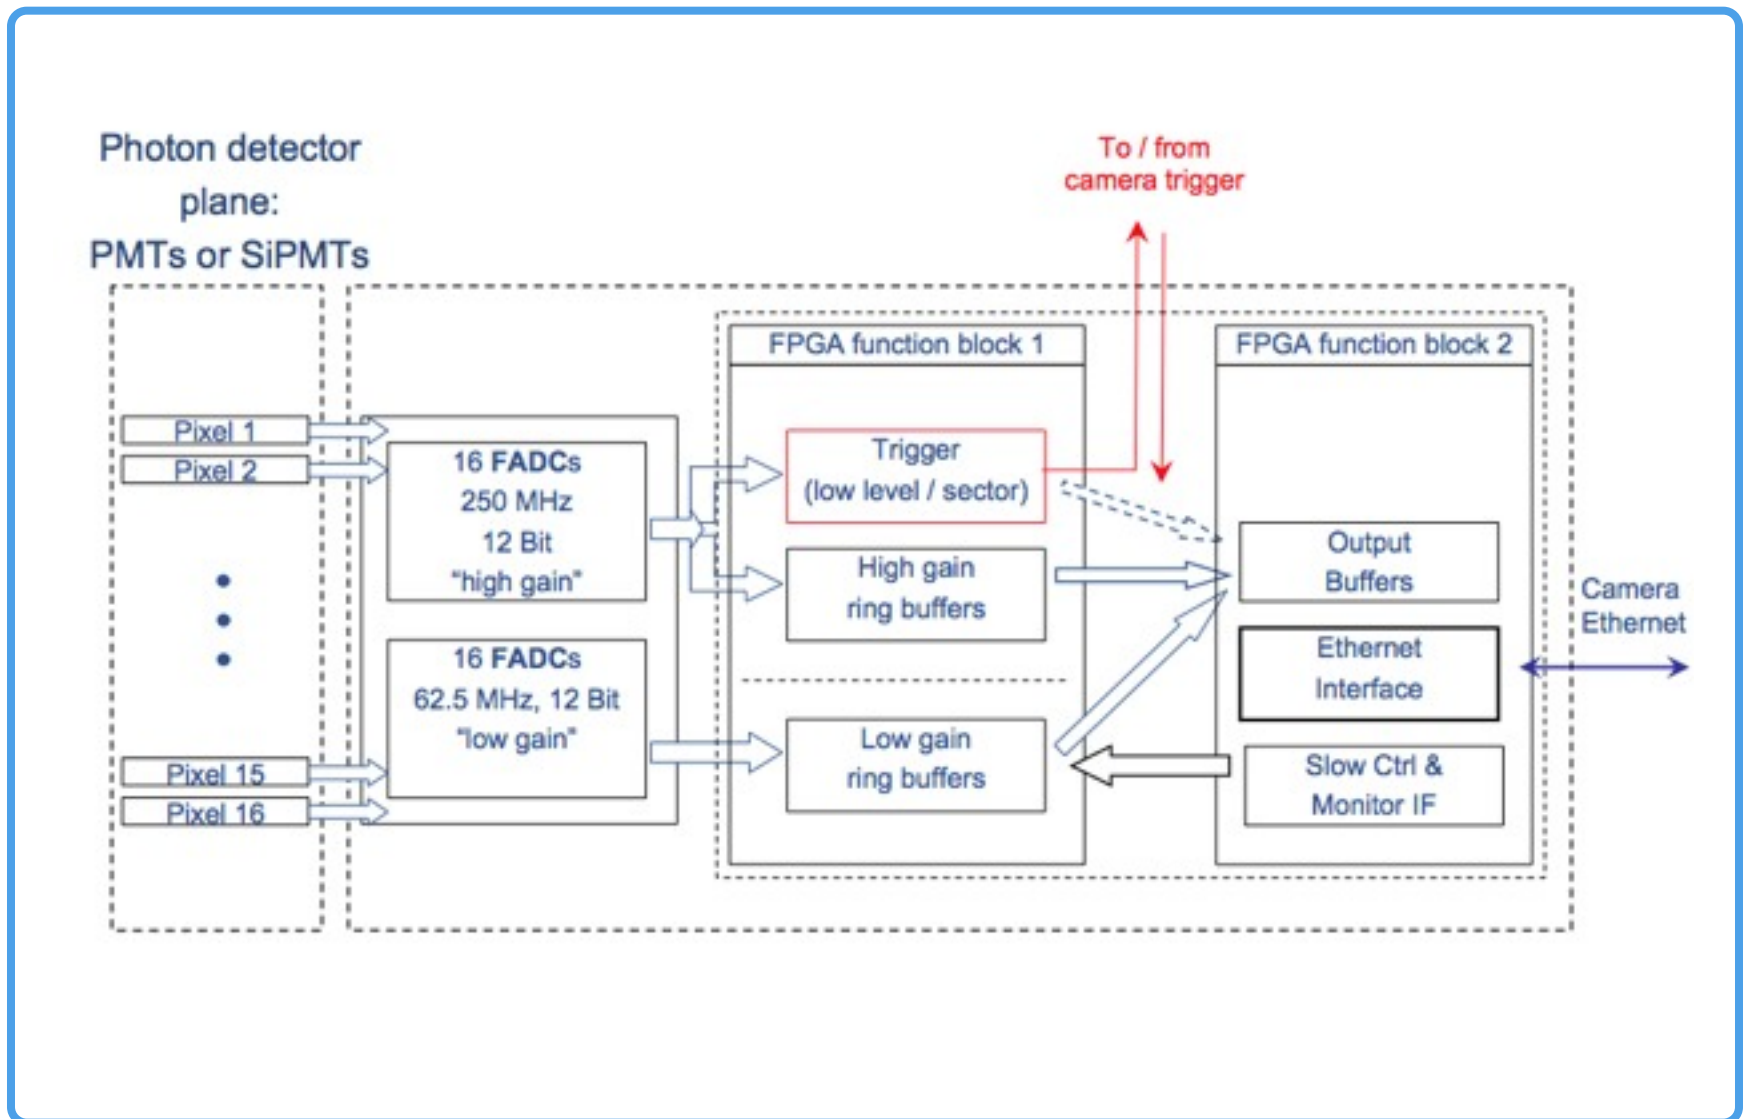 Photon detector
plane:
PMTs or SiPMTs
To / from
camera trigger
FPGA function block 1
FPGA function block 2
Pixel 1
Pixel 2
Pixel 15
Pixel 16
16 FADCs
250 MHz
12 Bit
“high gain”
16 FADCs
62.5 MHz, 12 Bit
“low gain”
Trigger
(low level / sector)
High gain
ring buffers
Low gain
ring buffers
Output
Buffers
Ethernet
Interface
Slow Ctrl &
Monitor IF
Camera
Ethernet